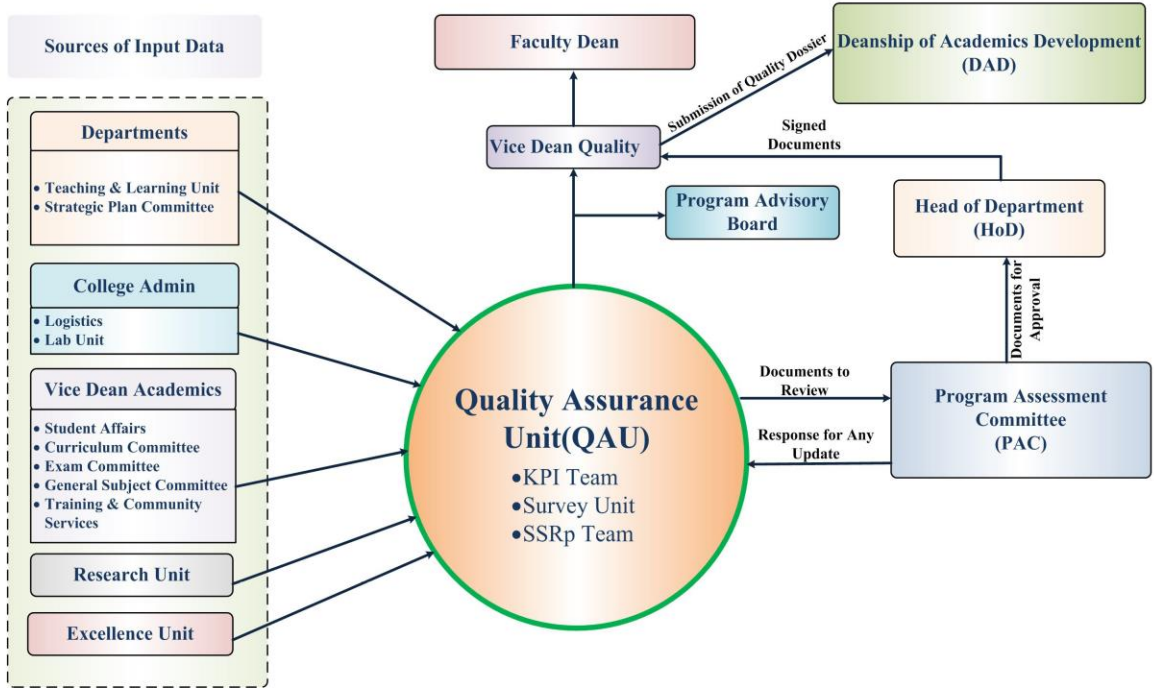 Sources of Input Data
Departments
• Teaching & Learning Unit
• Strategic Plan Committee
College Admin
• Logistics
• Lab Unit
Vice Dean Academics
• Student Affairs
• Curriculum Committee
• Exam Committee
• General Subject Committee
• Training & Community
Services
Research Unit
Excellence Unit
Quality Assurance
Unit(QAU)
•KPI Team
•Survey Unit
•SSRp Team
Faculty Dean
Vice Dean Quality
Program Advisory
Board
Submission of Quality Dossier
Deanship of Academics Development
(DAD)
Signed
Documents
Head of Department
(HoD)
Documents for
Approval
Documents to
Review
Response for Any
Update
Program Assessment
Committee
(PAC)